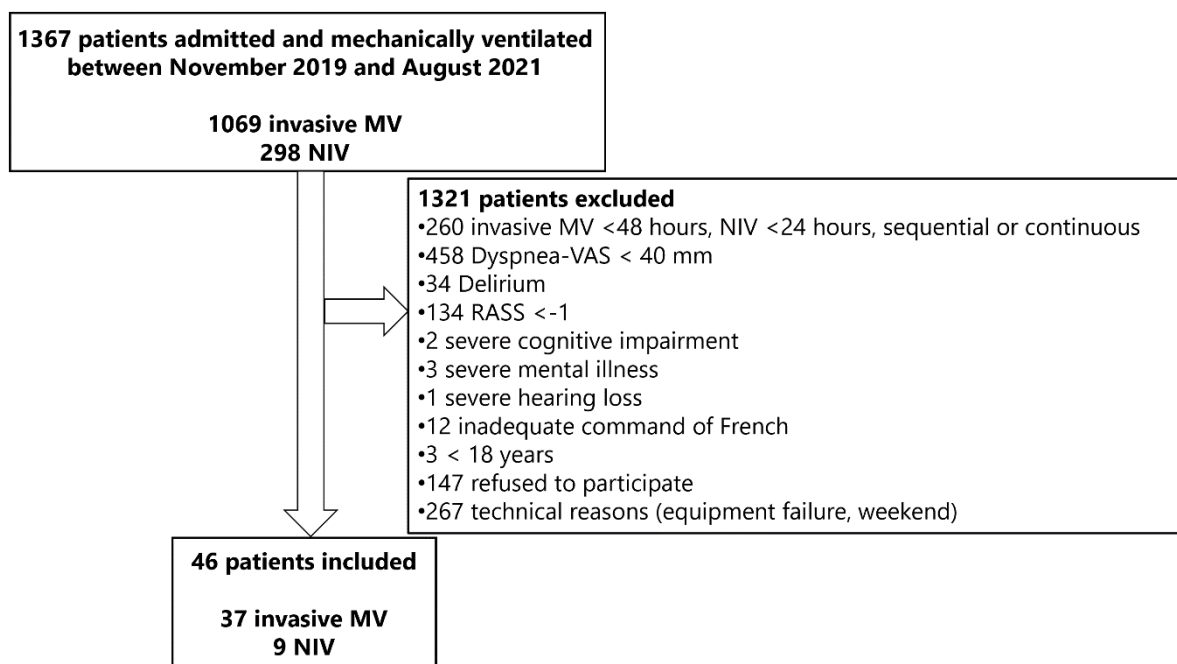 1367 patients admitted and mechanically ventilated
between November 2019 and August 2021
1069 invasive MV
298 NIV
1321 patients excluded
•260 invasive MV <48 hours, NIV <24 hours, sequential or continuous
•458 Dyspnea-VAS < 40 mm
•34 Delirium
•134 RASS <-1
•2 severe cognitive impairment
•3 severe mental illness
•1 severe hearing loss
•12 inadequate command of French
•3 < 18 years
•147 refused to participate
•267 technical reasons (equipment failure, weekend)
46 patients included
37 invasive MV
9 NIV